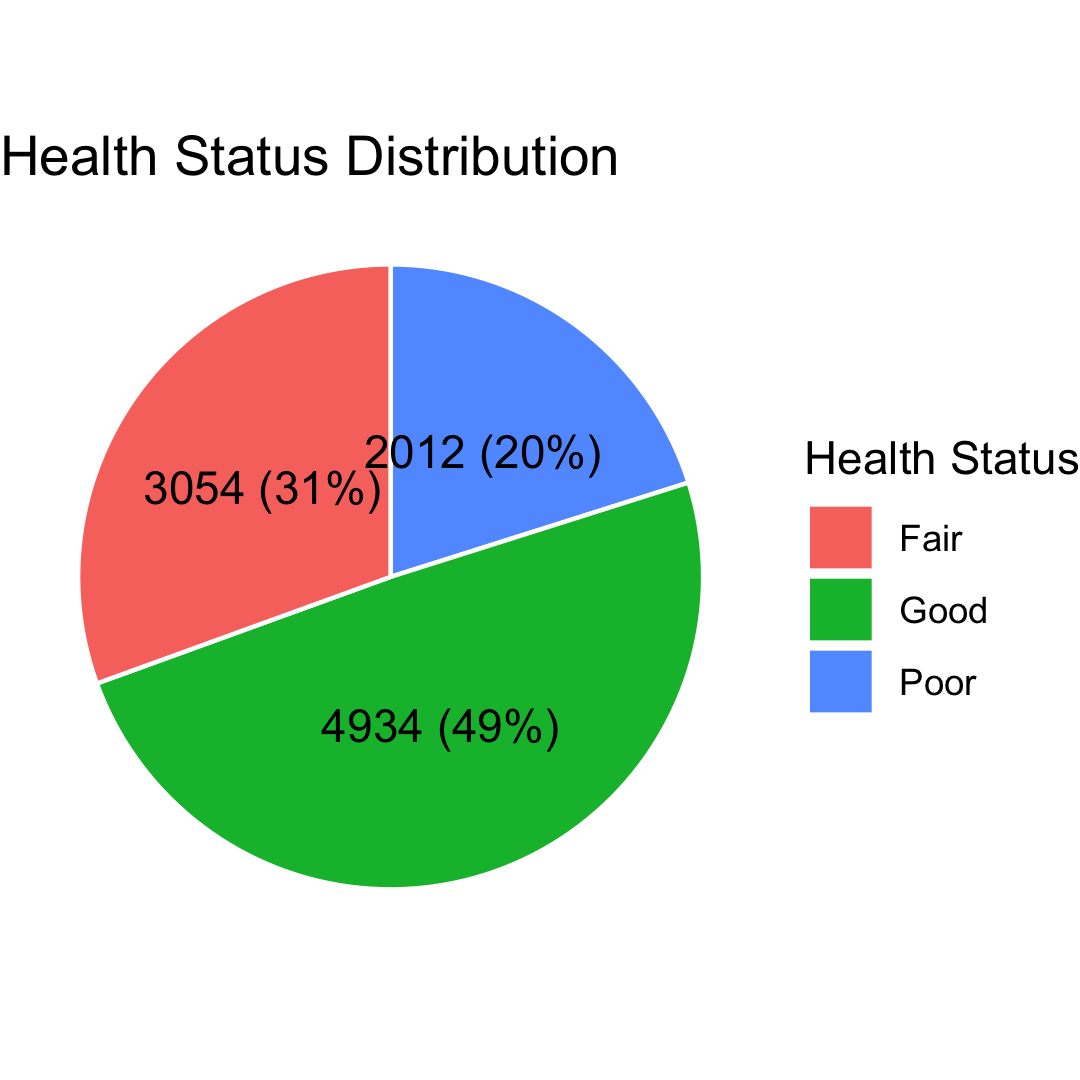 Health Status Distribution
2012 (20%)
3054 (31%)
4934 (49%)
Health Status
Fair
Good
Poor